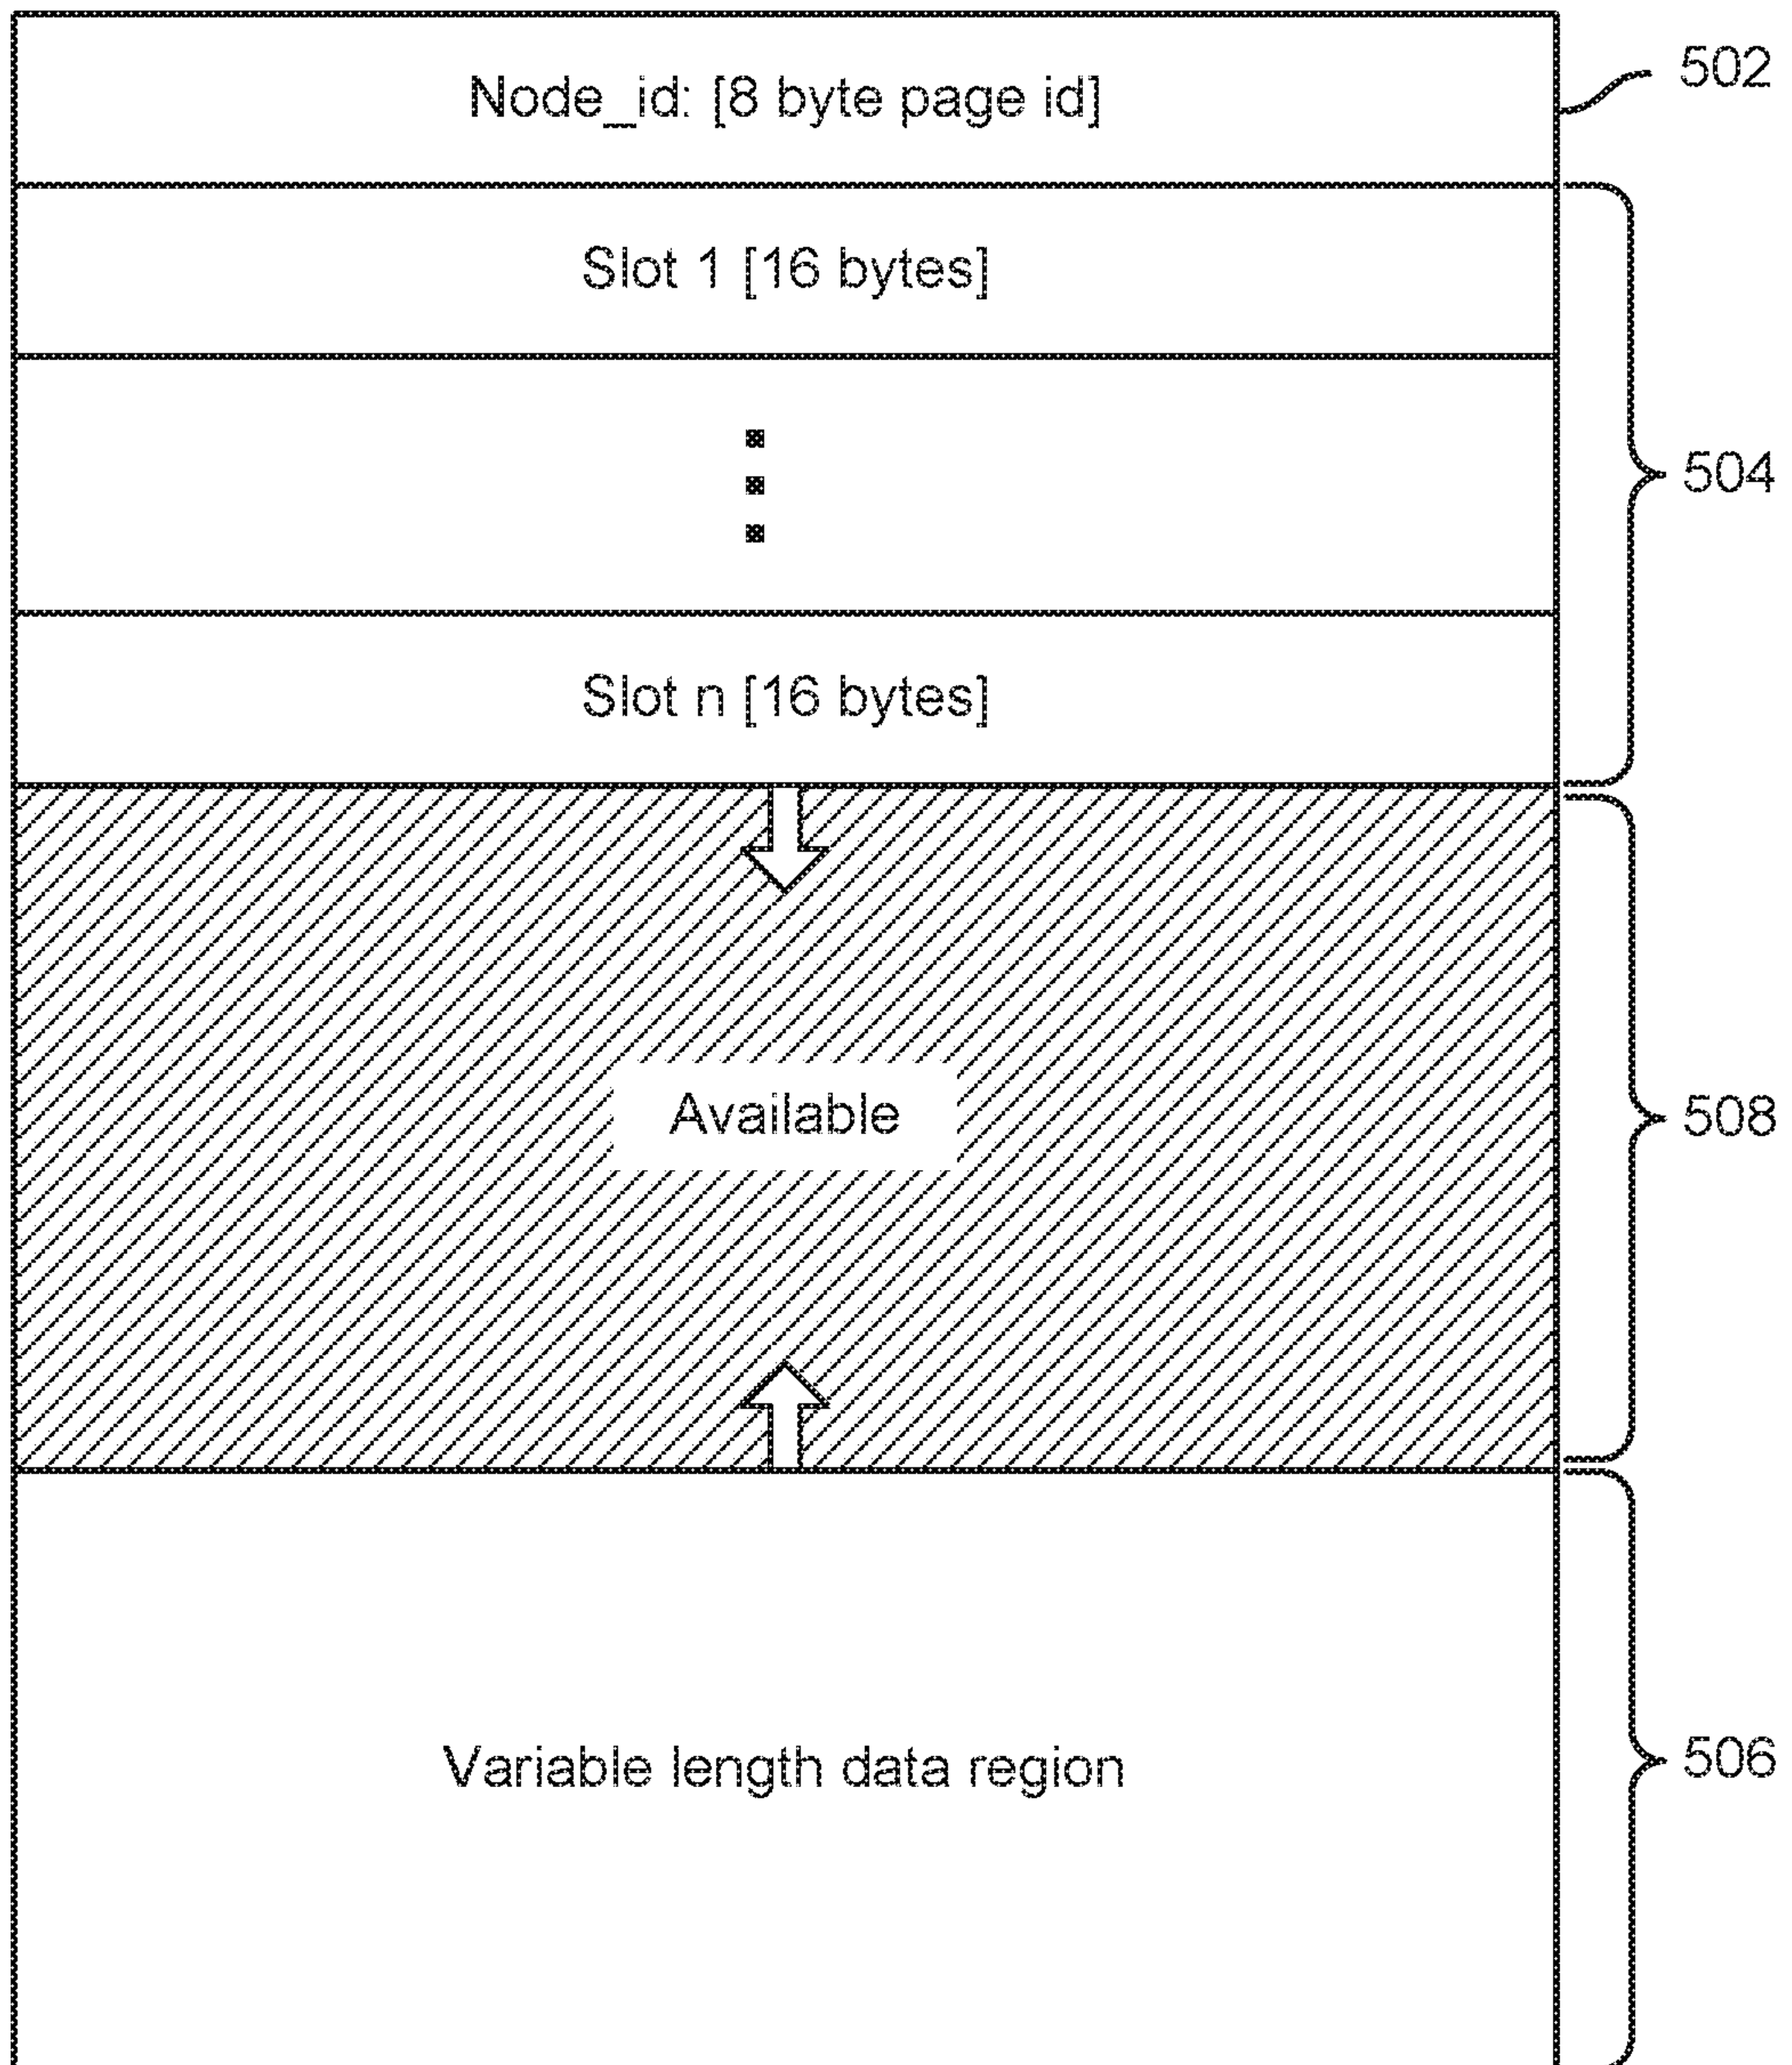 Node_id: [8 byte page id]
502
Slot 1 [16 bytes]
504
Slot n [16 bytes]
Available
508
Variable length data region
506